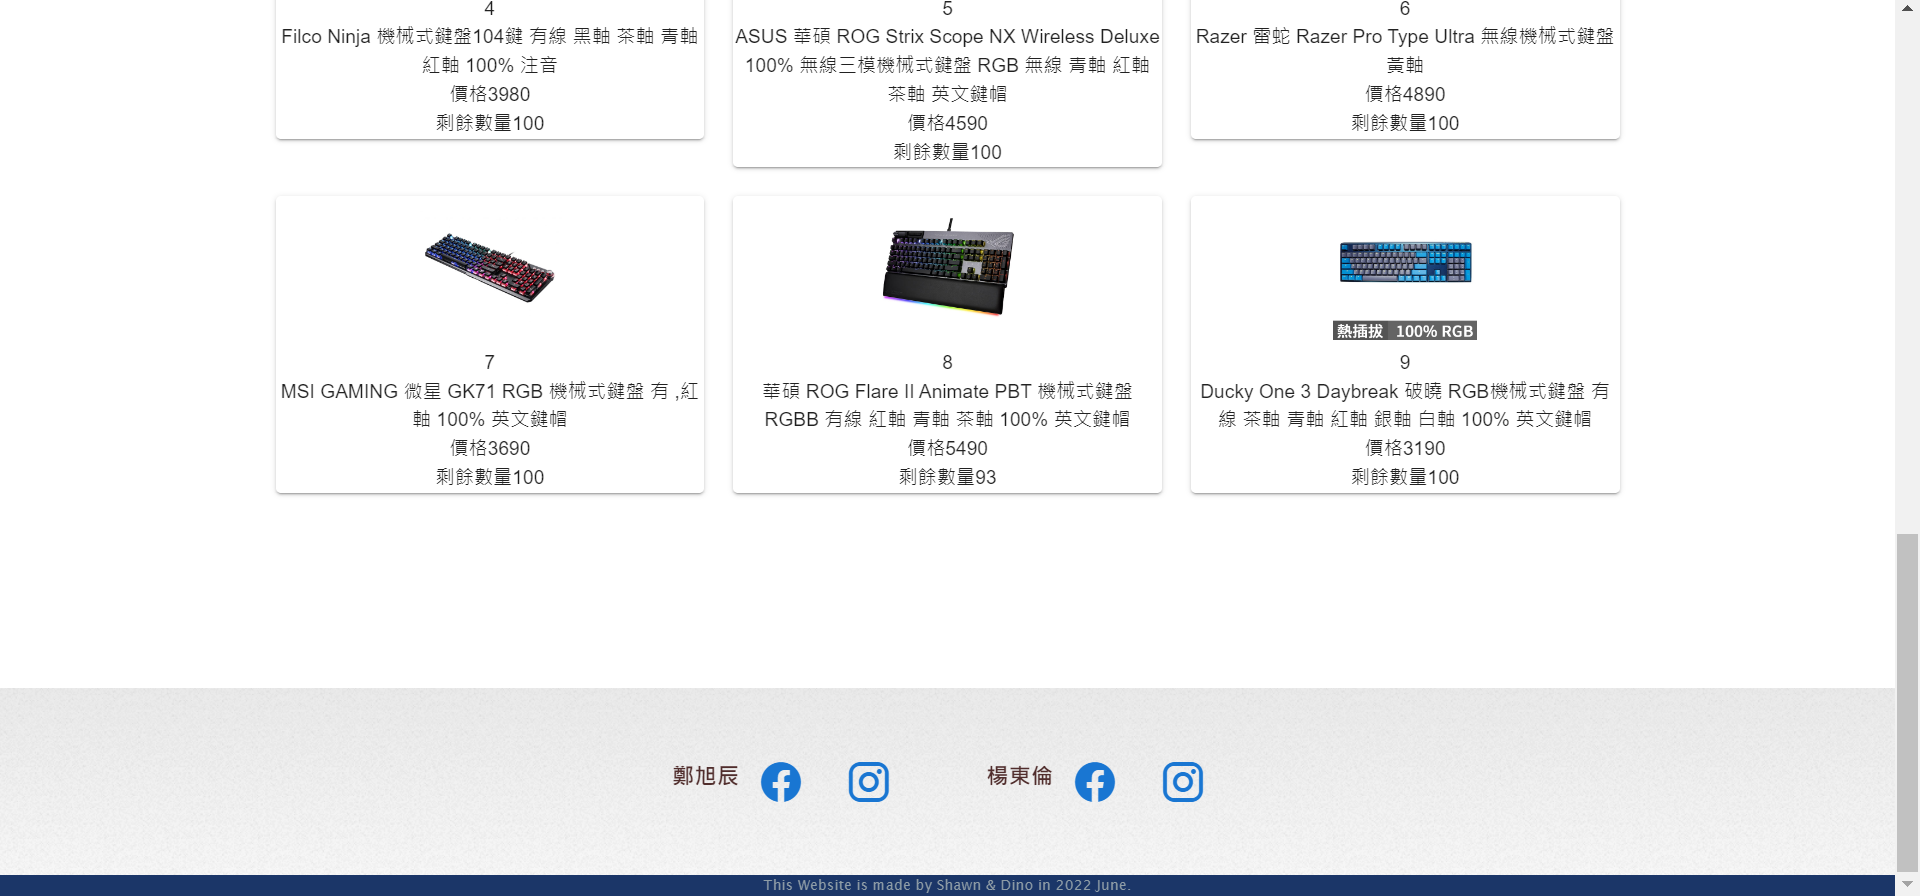 4
Filco Ninja 機械式鍵盤104鍵 有線 黑軸 茶軸 青軸
紅軸 100% 注音
價格3980
剩餘數量100
5
ASUS 華碩 ROG Strix Scope NX Wireless Deluxe
100% 無線三模機械式鍵盤 RGB 無線 青軸 紅軸
茶軸 英文鍵帽
價格4590
剩餘數量100
6
Razer 雷蛇 Razer Pro Type Ultra 無線機械式鍵盤
黃軸
價格4890
剩餘數量100
7
MSI GAMING 微星 GK71 RGB 機械式鍵盤 有 ,紅
軸 100% 英文鍵帽
價格3690
剩餘數量100
8
華碩 ROG Flare II Animate PBT 機械式鍵盤
RGBB 有線 紅軸 青軸 茶軸 100% 英文鍵帽
價格5490
剩餘數量93
熱插拔 100% RGB
9
Ducky One 3 Daybreak 破曉 RGB機械式鍵盤 有
線 茶軸 青軸 紅軸 銀軸 白軸 100% 英文鍵帽
價格3190
剩餘數量100
鄭旭辰
楊東倫
This Website is made by Shawn & Dino in 2022 June.